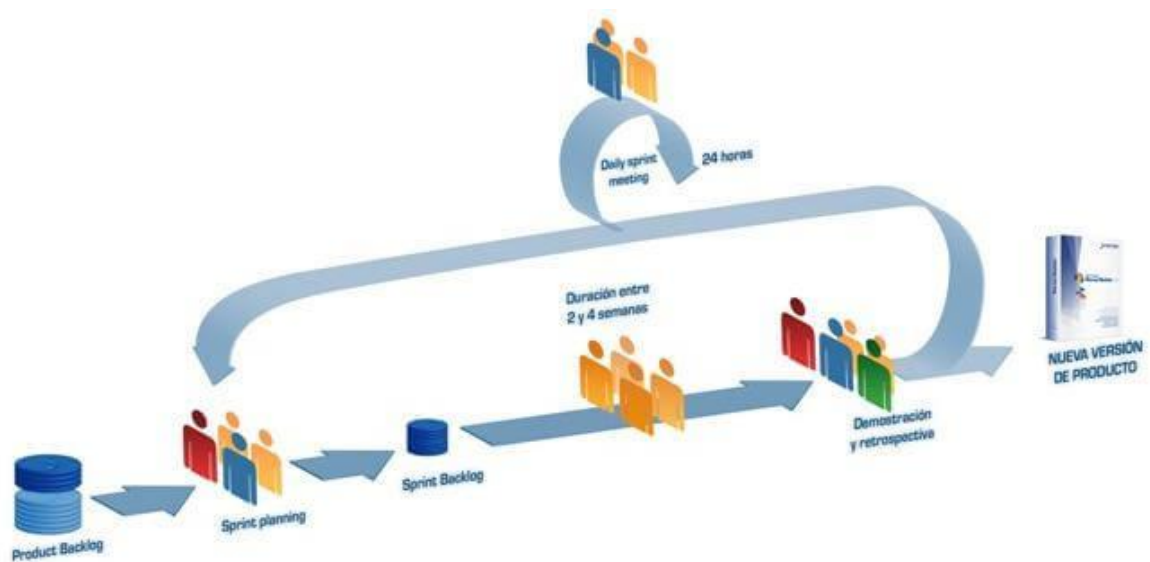 Daily sprint
meeting
24 horas
Duración entre
2 y 4 semanas
NUEVA VERSIÓN
DE PRODUCTO
Demostración
y retrospectiva
Sprint Backlog
Sprint planning
Product Backlog